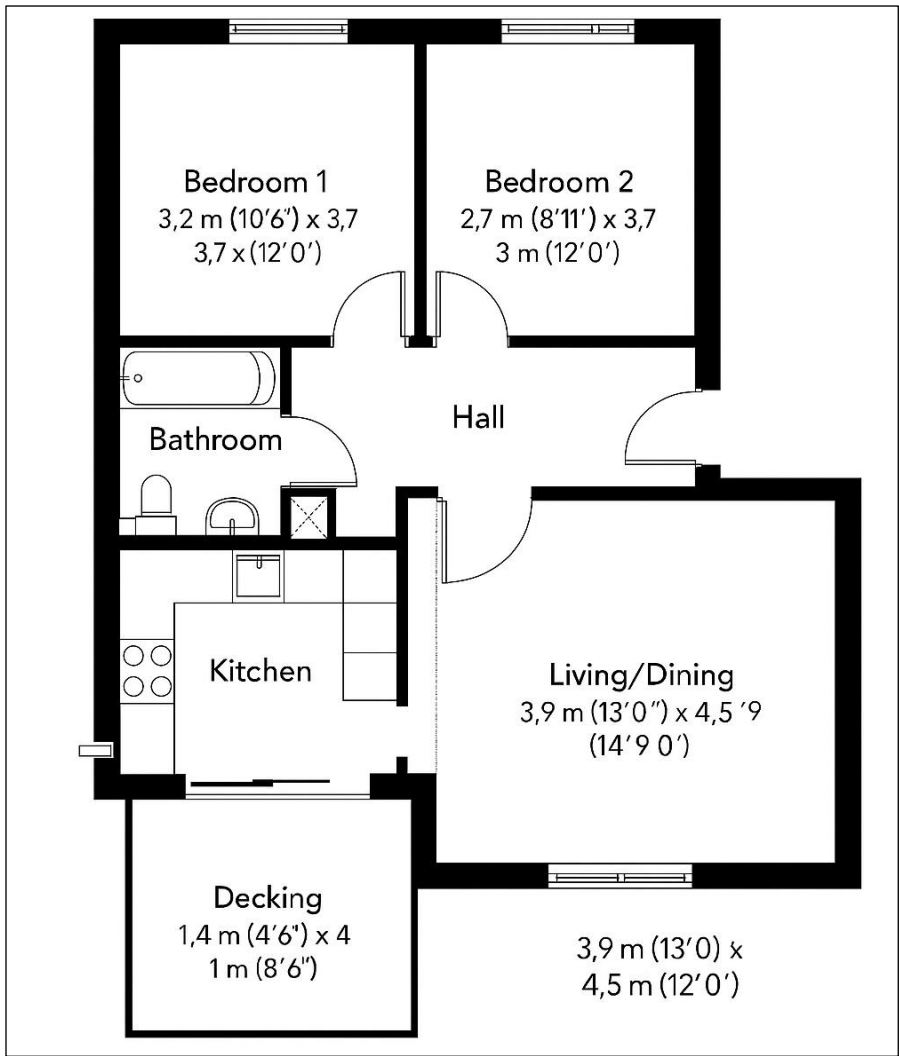 Bedroom 1
3,2 m (10'6") x 3,7
3,7 x (12'0')
Bedroom 2
2,7 m (8'11') x 3,7
3 m (12'0')
Hall
Bathroom
Kitchen
Living/Dining
3,9 m (13'0") x 4,5 '9
(14'9 0')
Decking
1,4 m (4'6") x 4
1 m (8'6")
3,9 m (13'0) x
4,5 m (12'0')